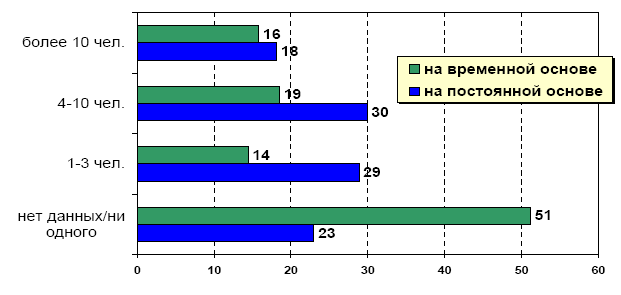 более 10 чел.
16
18
на временной основе
на постоянной основе
4-10 чел.
19
30
1-3 чел.
14
29
нет данных/ни
одного
51
23
0 10 20 30 40 50 60